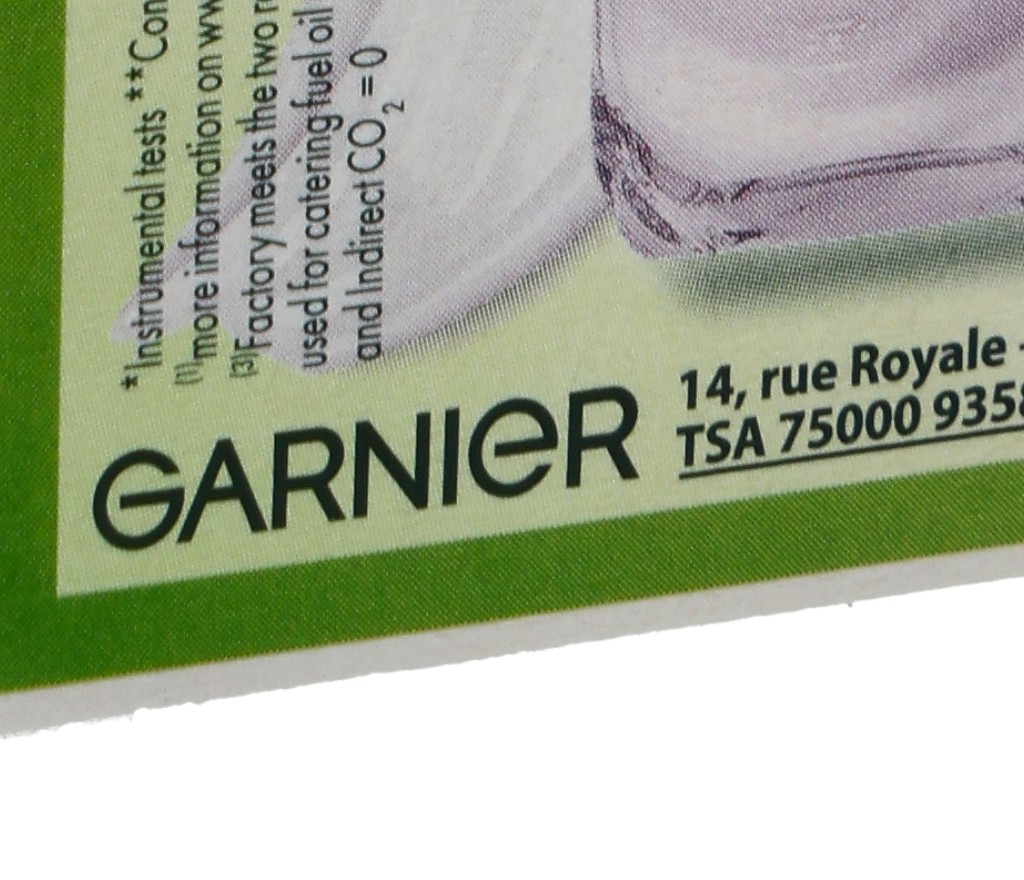 *Instrumental tests **Con
(1)more information on ww
(3)Factory meets the two r
used for catering fuel oil
and Indirect CO2 = 0
GARNIER
14, rue Royale -
TSA 75000 9358